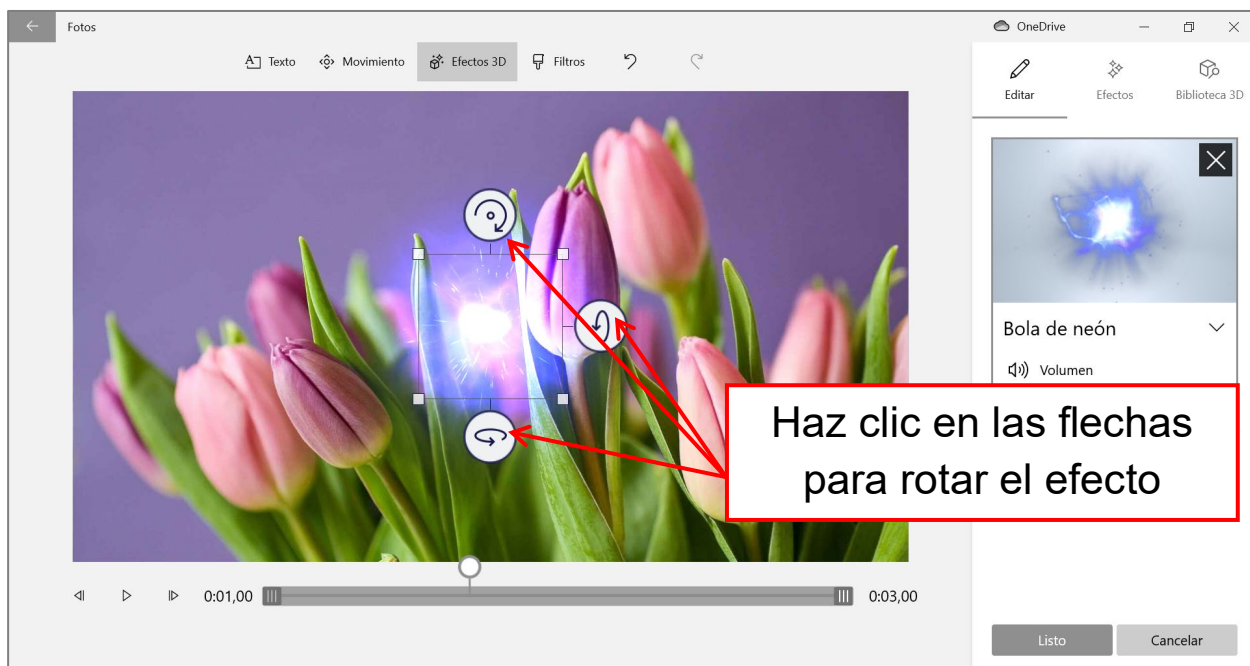 Fotos
OneDrive
Texto Movimiento Efectos 3D Filtros
Editar Efectos Biblioteca 3D
Bola de neón
Volumen
Haz clic en las flechas
para rotar el efecto
0:01,00 0:03,00
Listo Cancelar